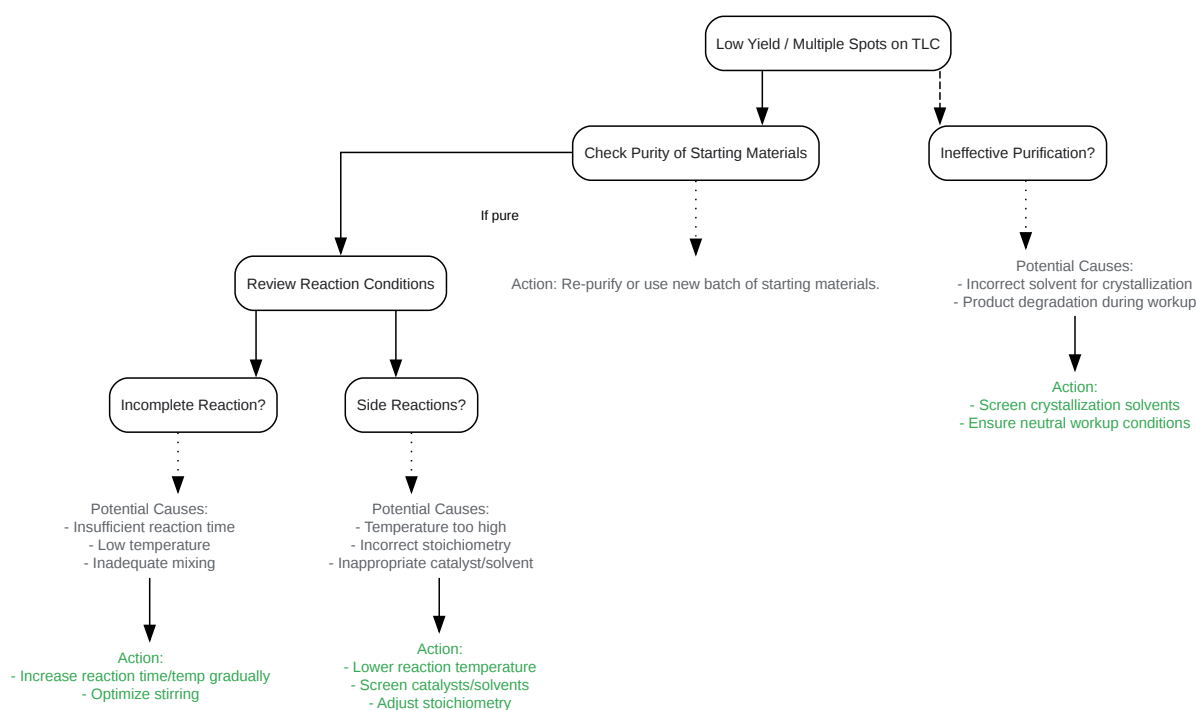 Low Yield / Multiple Spots on TLC
Check Purity of Starting Materials
Ineffective Purification?
If pure
Review Reaction Conditions
Action: Re-purify or use new batch of starting materials.
Potential Causes:
- Incorrect solvent for crystallization
- Product degradation during workup
Incomplete Reaction?
Side Reactions?
Action:
- Screen crystallization solvents
- Ensure neutral workup conditions
Potential Causes:
- Insufficient reaction time
- Low temperature
- Inadequate mixing
Potential Causes:
- Temperature too high
- Incorrect stoichiometry
- Inappropriate catalyst/solvent
Action:
- Increase reaction time/temp gradually
- Optimize stirring
Action:
- Lower reaction temperature
- Screen catalysts/solvents
- Adjust stoichiometry